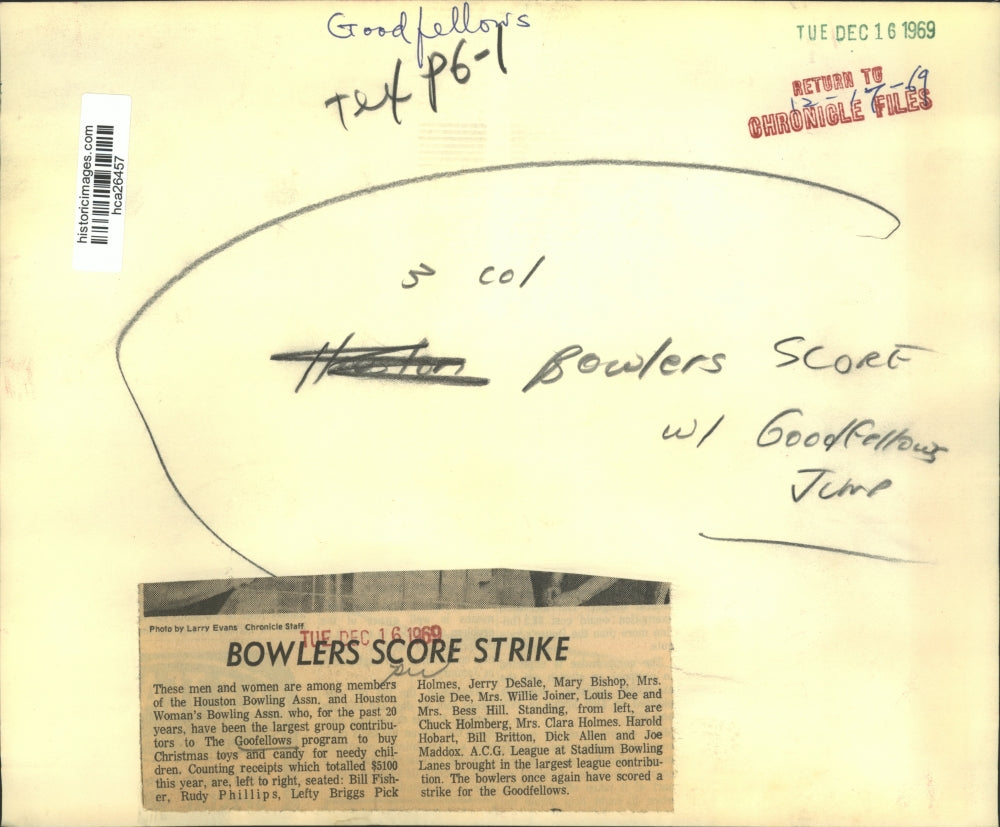 Goodfellows
TUE DEC 16 1969
text P6-1
RETURN TO
12-17-69
CHRONICLE FILES
historicimages.com
hca26457
3 col
Houston Bowlers SCORE
w/ Goodfellows
Jump
Photo by Larry Evans Chronicle Staff
TUE DEC 16 1969
BOWLERS SCORE STRIKE
These men and women are among members
of the Houston Bowling Assn. and Houston
Woman's Bowling Assn. who, for the past 20
years, have been the largest group contribu-
tors to The Goofellows program to buy
Christmas toys and candy for needy chil-
dren. Counting receipts which totalled $5100
this year, are, left to right, seated: Bill Fish-
er, Rudy Phillips, Lefty Briggs Pick
Holmes, Jerry DeSale, Mary Bishop, Mrs.
Josie Dee, Mrs. Willie Joiner, Louis Dee and
Mrs. Bess Hill. Standing, from left, are
Chuck Holmberg, Mrs. Clara Holmes. Harold
Hobart, Bill Britton, Dick Allen and Joe
Maddox. A.C.G. League at Stadium Bowling
Lanes brought in the largest league contribu-
tion. The bowlers once again have scored a
strike for the Goodfellows.